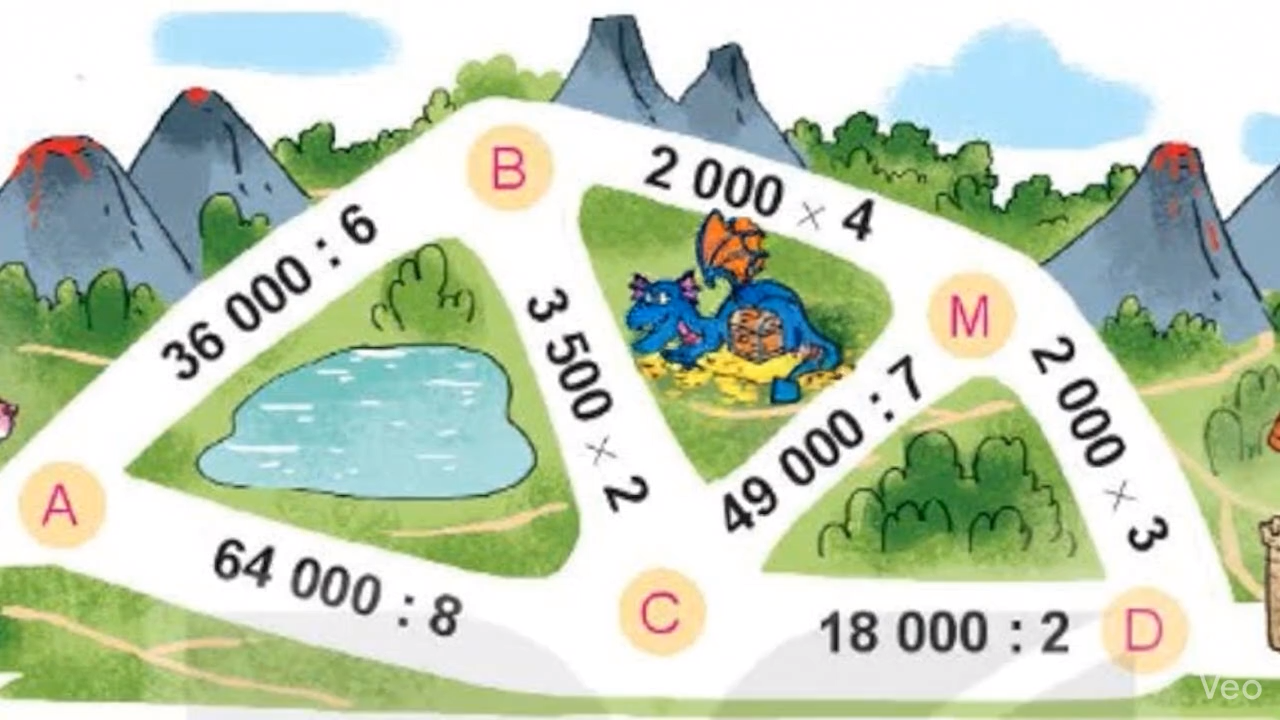 B
2 000 × 4
36 000 : 6
3 500 × 2
M
49 000 : 7
2 000 × 3
A
64 000 : 8
C
18 000 : 2
D
Veo